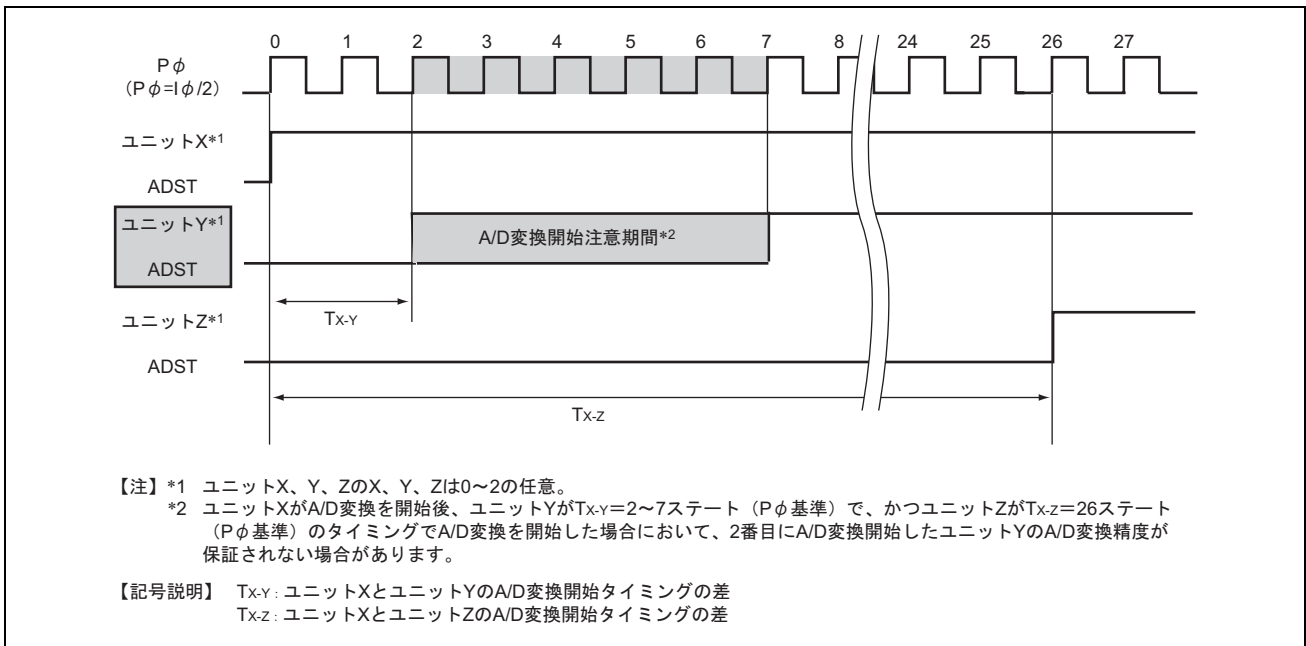 0 1 2 3 4 5 6 7 8 24 25 26 27
Pφ
（Pφ=Iφ/2）
ユニットX*1
ADST
ユニットY*1
A/D変換開始注意期間*2
ADST
TX-Y
ユニットZ*1
ADST
TX-Z
【注】*1 ユニットX、Y、ZのX、Y、Zは0～2の任意。
*2 ユニットXがA/D変換を開始後、ユニットYがTX-Y＝2～7ステート（Pφ基準）で、かつユニットZがTX-Z＝26ステート
（Pφ基準）のタイミングでA/D変換を開始した場合において、2番目にA/D変換開始したユニットYのA/D変換精度が
保証されない場合があります。
【記号説明】 TX-Y : ユニットXとユニットYのA/D変換開始タイミングの差
TX-Z : ユニットXとユニットZのA/D変換開始タイミングの差